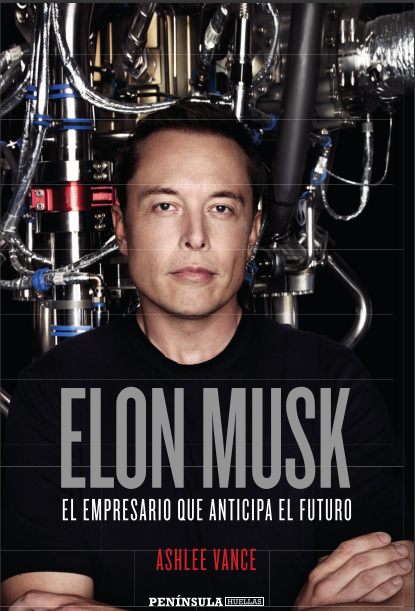 ELON MUSK
EL EMPRESARIO QUE ANTICIPA EL FUTURO
ASHLEE VANCE
PENÍNSULA HUELLAS